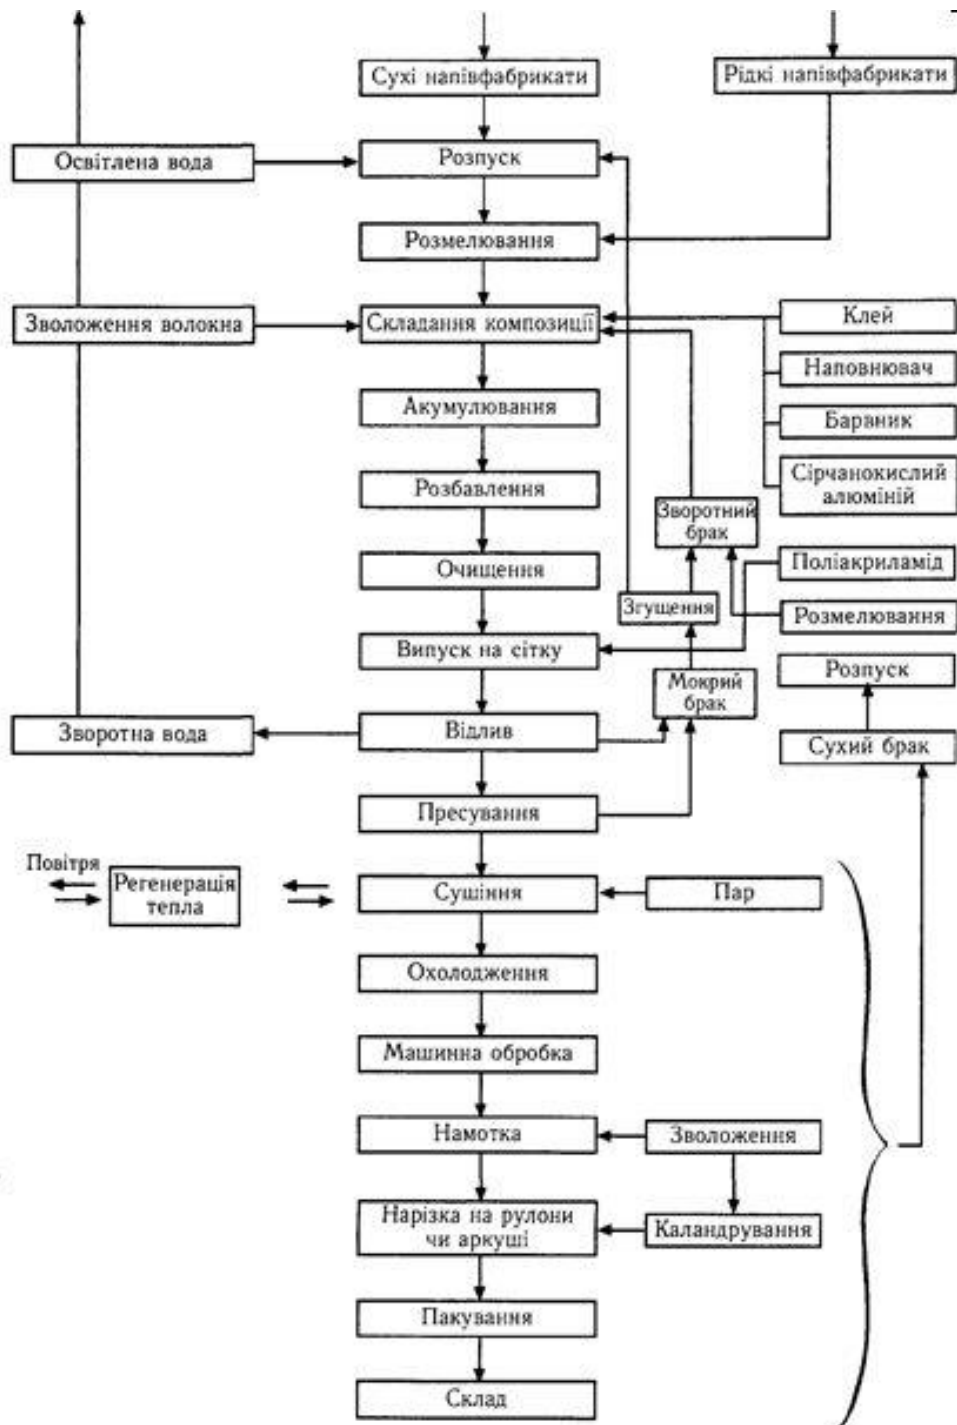 Сухі напівфабрикати
Рідкі напівфабрикати
Освітлена вода
Розпуск
Розмелювання
Зволоження волокна
Складання композиції
Клей
Наповнювач
Акумулювання
Барвник
Сірчанокислий
алюміній
Розбавлення
Зворотний
брак
Очищення
Поліакриламід
Згущення
Розмелювання
Випуск на сітку
Розпуск
Мокрий
брак
Зворотна вода
Відлив
Сухий брак
Пресування
Повітря
Регенерація
тепла
Сушіння
Пар
Охолодження
Машинна обробка
Намотка
Зволоження
Нарізка на рулони
чи аркуші
Каландрування
Пакування
Склад